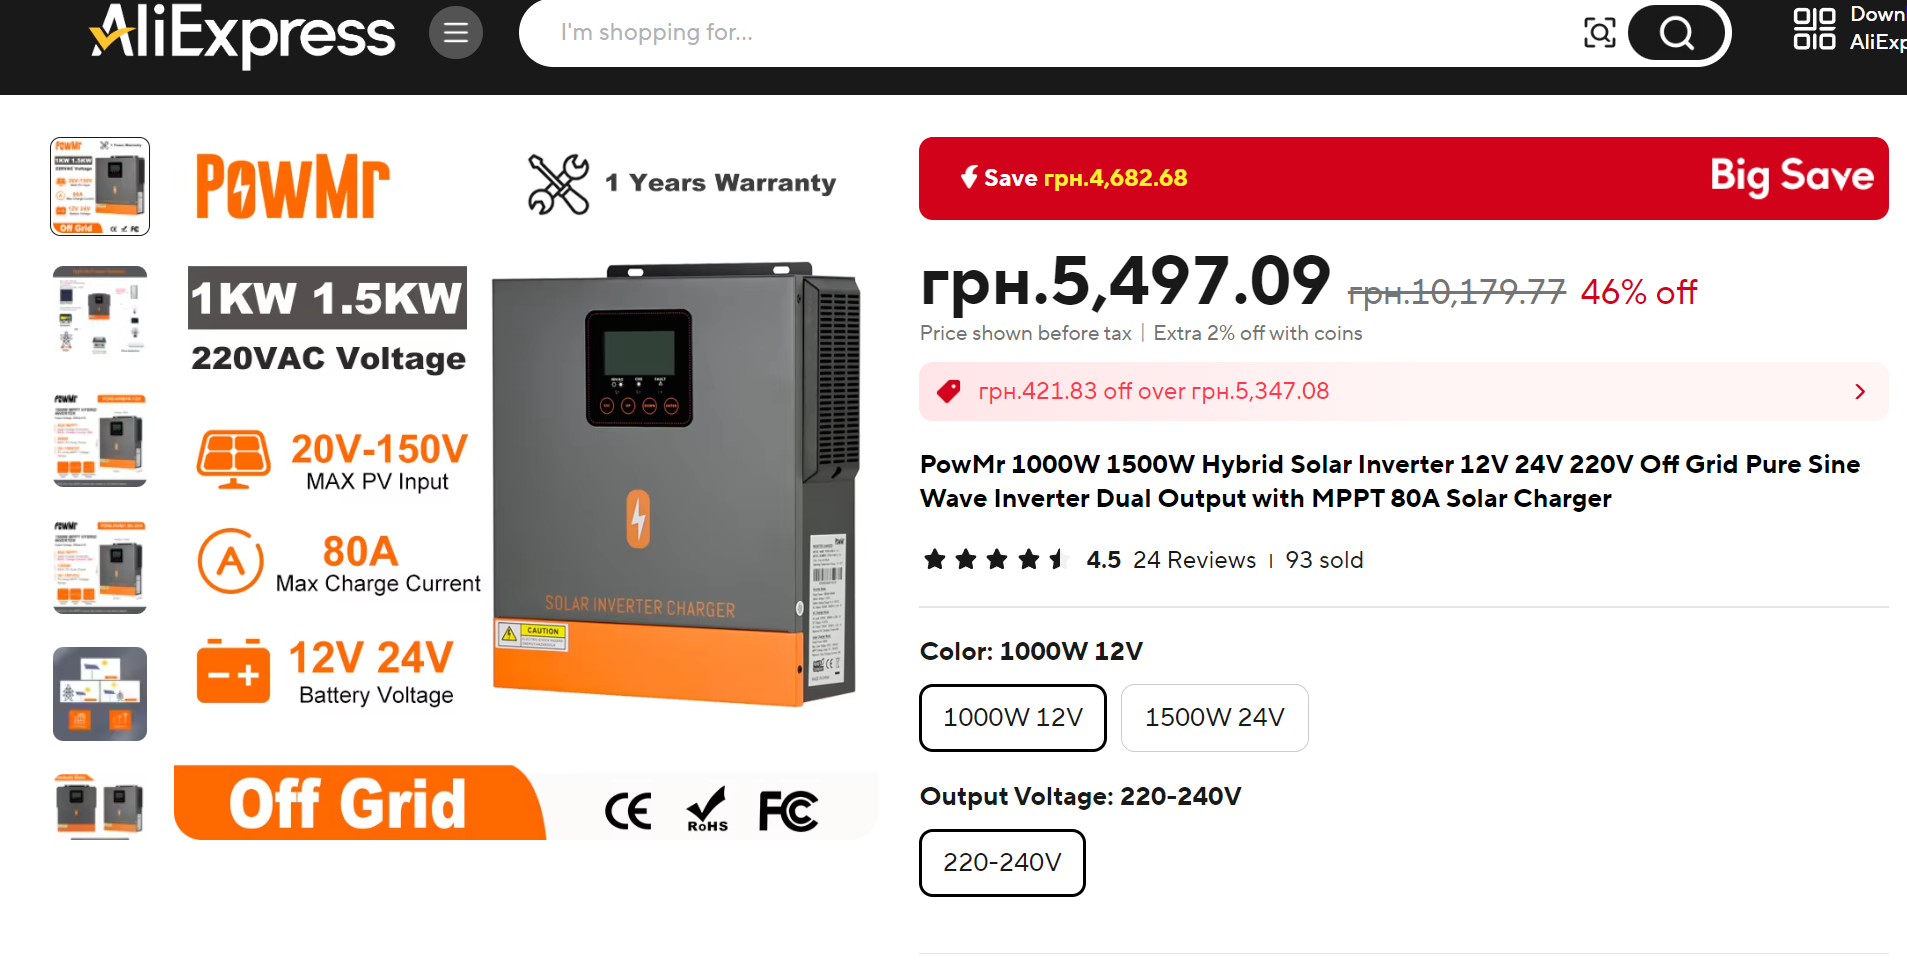 AliExpress
I'm shopping for...
Down
AliExp
PowMr
1 Years Warranty
1KW 1.5KW
220VAC Voltage
20V-150V
MAX PV Input
80A
Max Charge Current
12V 24V
Battery Voltage
SOLAR INVERTER CHARGER
CAUTION
Off Grid
CE
RoHS
FC
Save грн.4,682.68
Big Save
грн.5,497.09 грн.10,179.77 46% off
Price shown before tax | Extra 2% off with coins
грн.421.83 off over грн.5,347.08
PowMr 1000W 1500W Hybrid Solar Inverter 12V 24V 220V Off Grid Pure Sine
Wave Inverter Dual Output with MPPT 80A Solar Charger
4.5 24 Reviews | 93 sold
Color: 1000W 12V
1000W 12V
1500W 24V
Output Voltage: 220-240V
220-240V